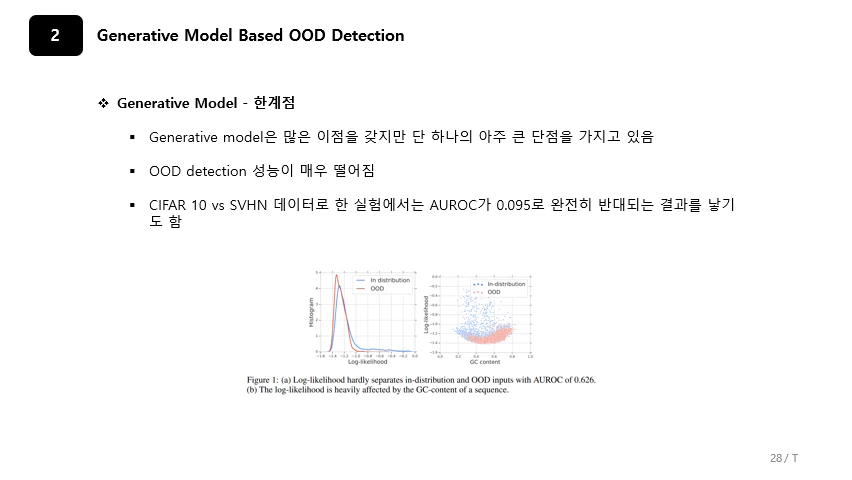 2
Generative Model Based OOD Detection
❖ Generative Model - 한계점
▪ Generative model은 많은 이점을 갖지만 단 하나의 아주 큰 단점을 가지고 있음
▪ OOD detection 성능이 매우 떨어짐
▪ CIFAR 10 vs SVHN 데이터로 한 실험에서는 AUROC가 0.095로 완전히 반대되는 결과를 낳기
도 함
In distribution
OOD
Histogram
Log-likelihood
In-distribution
OOD
Log-likelihood
GC content
Figure 1: (a) Log-likelihood hardly separates in-distribution and OOD inputs with AUROC of 0.626.
(b) The log-likelihood is heavily affected by the GC-content of a sequence.
28 / T